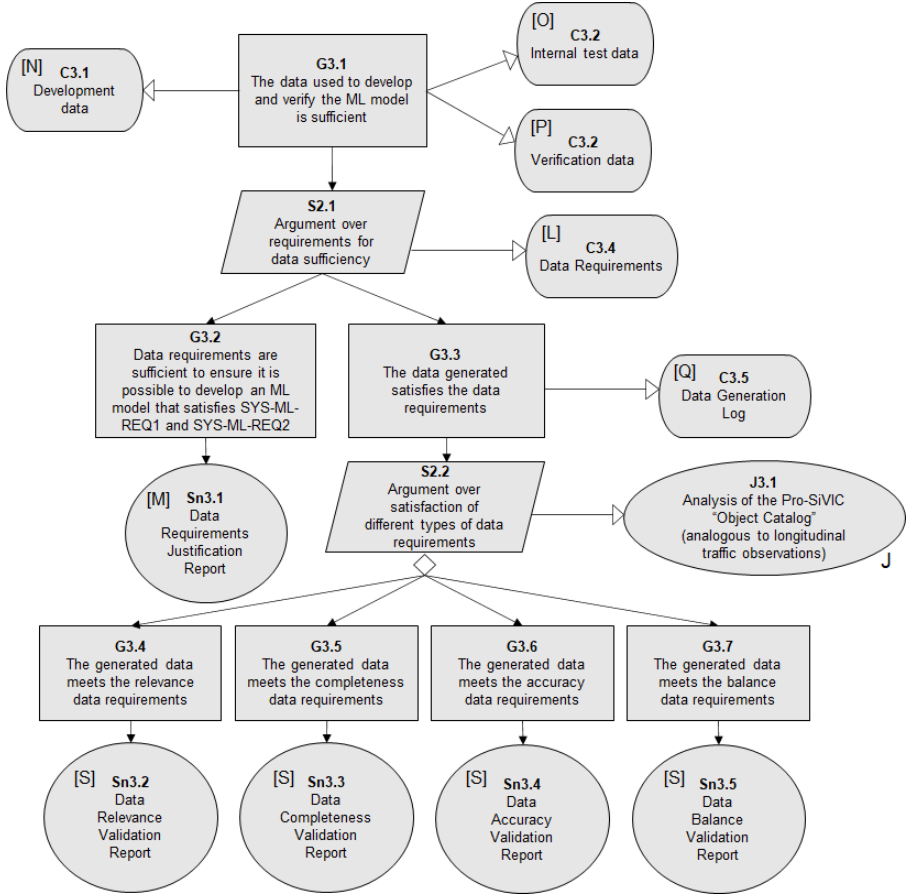 [N]
C3.1
Development
data
G3.1
The data used to develop
and verify the ML model
is sufficient
[O]
C3.2
Internal test data
[P]
C3.2
Verification data
S2.1
Argument over
requirements for
data sufficiency
[L]
C3.4
Data Requirements
G3.2
Data requirements are
sufficient to ensure it is
possible to develop an ML
model that satisfies SYS-ML-
REQ1 and SYS-ML-REQ2
G3.3
The data generated
satisfies the data
requirements
[Q]
C3.5
Data Generation
Log
[M]
Sn3.1
Data
Requirements
Justification
Report
S2.2
Argument over
satisfaction of
different types of data
requirements
J3.1
Analysis of the Pro-SiVIC
“Object Catalog”
(analogous to longitudinal
traffic observations)
J
G3.4
The generated data
meets the relevance
data requirements
G3.5
The generated data
meets the completeness
data requirements
G3.6
The generated data
meets the accuracy
data requirements
G3.7
The generated data
meets the balance
data requirements
[S]
Sn3.2
Data
Relevance
Validation
Report
[S]
Sn3.3
Data
Completeness
Validation
Report
[S]
Sn3.4
Data
Accuracy
Validation
Report
[S]
Sn3.5
Data
Balance
Validation
Report